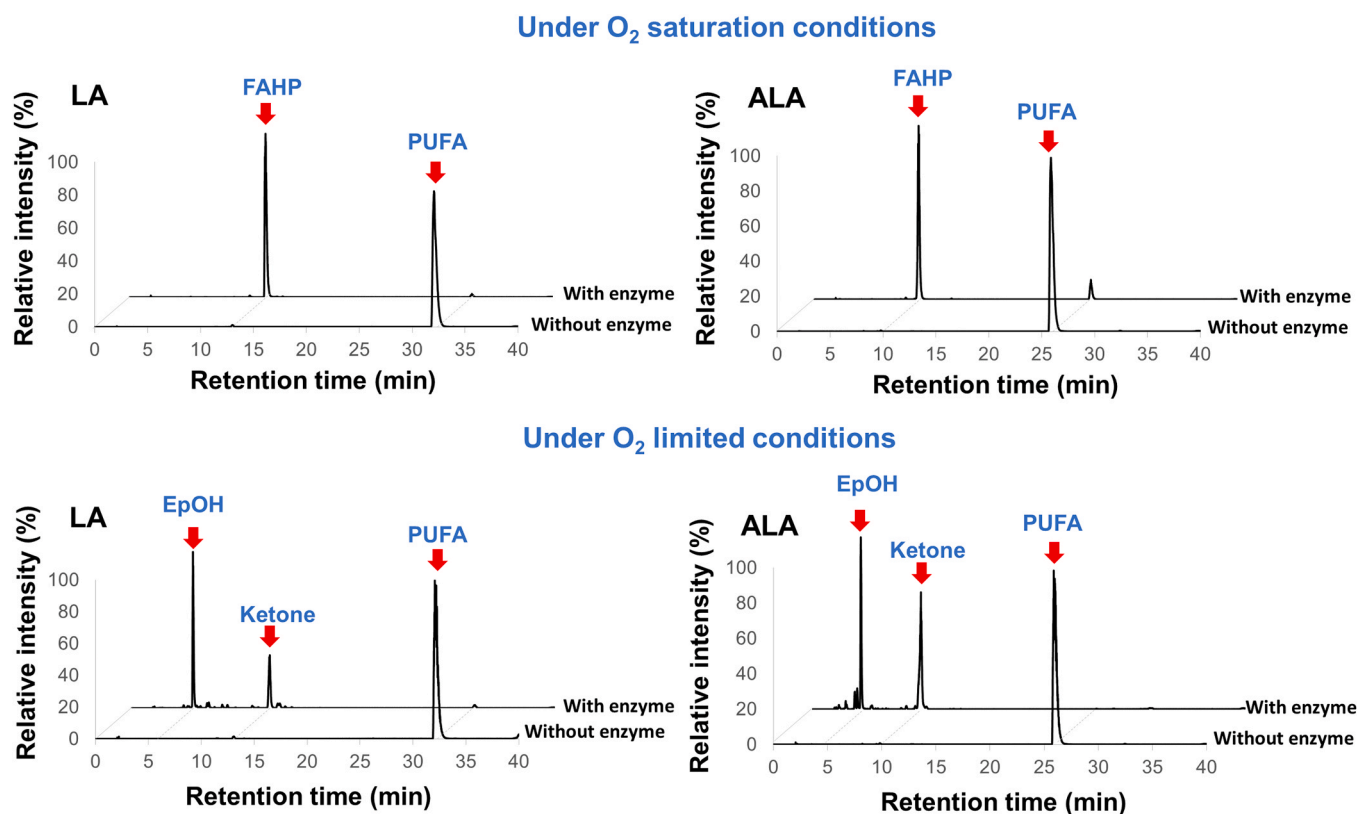 Under O₂ saturation conditions
LA
FAHP
PUFA
Relative intensity (%)
100
80
60
40
20
0
With enzyme
Without enzyme
0 5 10 15 20 25 30 35 40
Retention time (min)
ALA
FAHP
PUFA
Relative intensity (%)
100
80
60
40
20
0
With enzyme
Without enzyme
0 5 10 15 20 25 30 35 40
Retention time (min)
Under O₂ limited conditions
LA
EpOH
PUFA
Ketone
Relative intensity (%)
100
80
60
40
20
0
With enzyme
Without enzyme
0 5 10 15 20 25 30 35 40
Retention time (min)
ALA
EpOH
PUFA
Ketone
Relative intensity (%)
100
80
60
40
20
0
With enzyme
Without enzyme
0 5 10 15 20 25 30 35 40
Retention time (min)